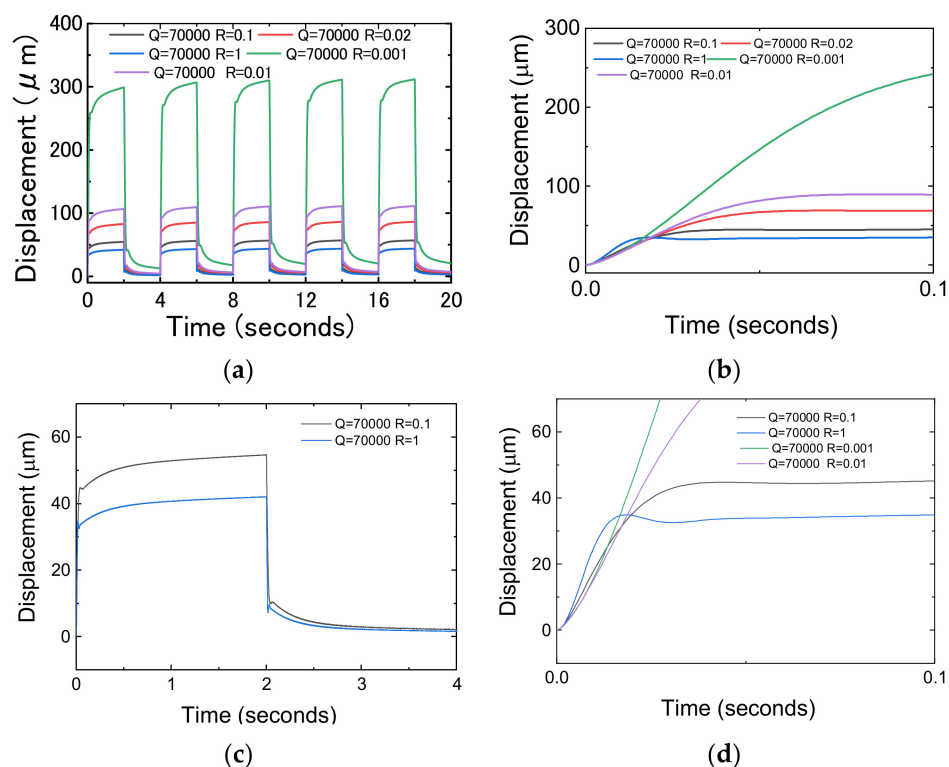 400
300
200
100
0
Displacement (μm)
Q=70000 R=0.1 Q=70000 R=0.02
Q=70000 R=1 Q=70000 R=0.001
Q=70000 R=0.01
0 4 8 12 16 20
Time (seconds)
(a)
300
250
200
150
100
50
0
Displacement (μm)
Q=70000 R=0.1 Q=70000 R=0.02
Q=70000 R=1 Q=70000 R=0.001
Q=70000 R=0.01
0.0 0.1
Time (seconds)
(b)
60
40
20
0
Displacement (μm)
Q=70000 R=0.1
Q=70000 R=1
0 1 2 3 4
Time (seconds)
(c)
60
40
20
0
Displacement (μm)
Q=70000 R=0.1
Q=70000 R=1
Q=70000 R=0.001
Q=70000 R=0.01
0.0 0.1
Time (seconds)
(d)